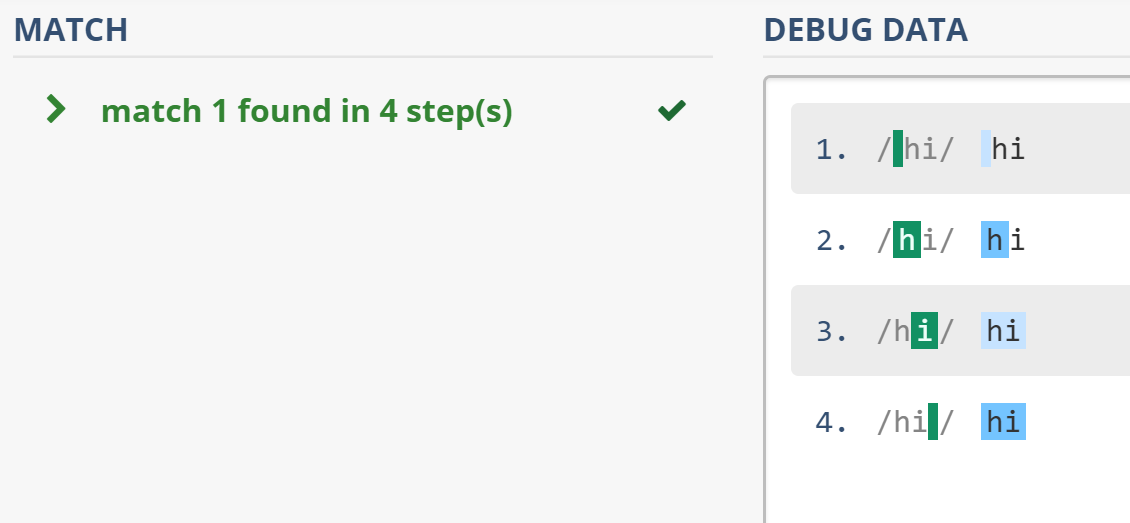 MATCH
match 1 found in 4 step(s)
DEBUG DATA
1. /hi/ hi
2. /hi/ hi
3. /hi/ hi
4. /hi/ hi